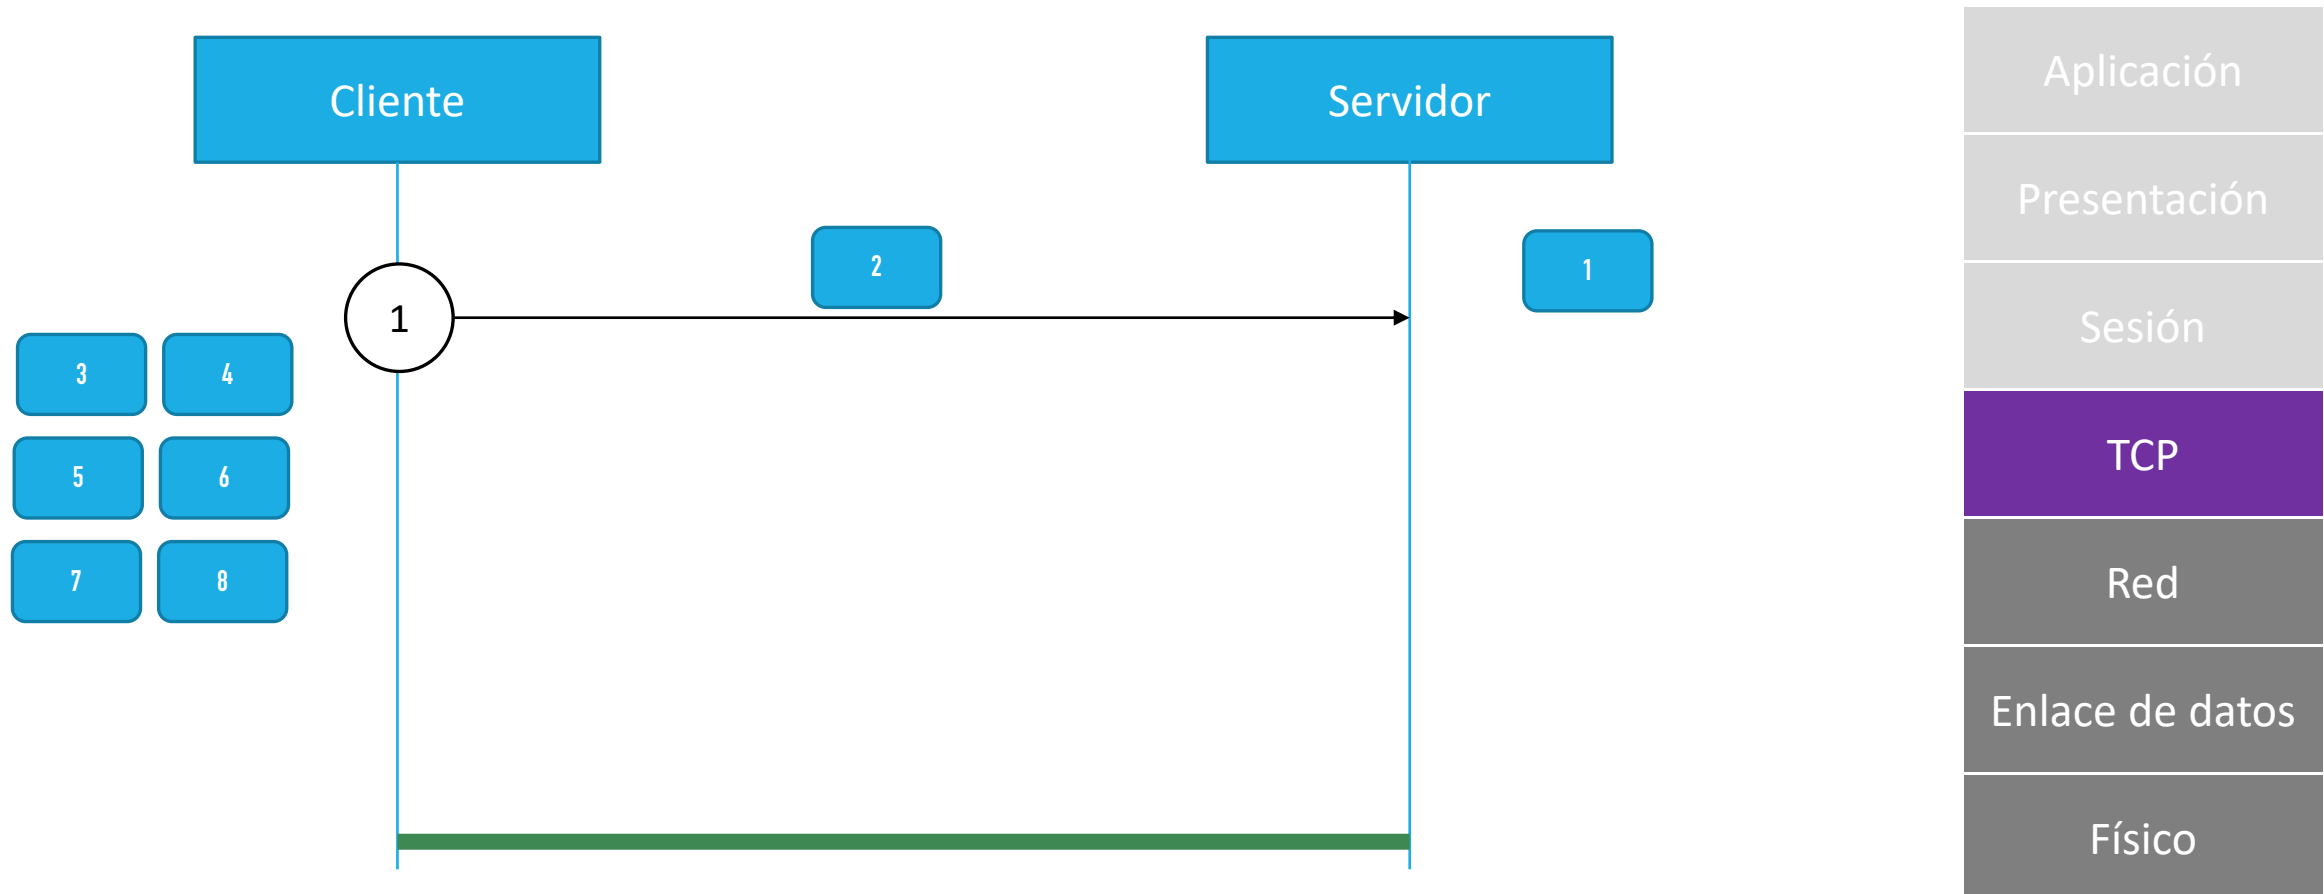 Cliente
Servidor
2
1
1
3
4
5
6
7
8
Aplicación
Presentación
Sesión
TCP
Red
Enlace de datos
Físico